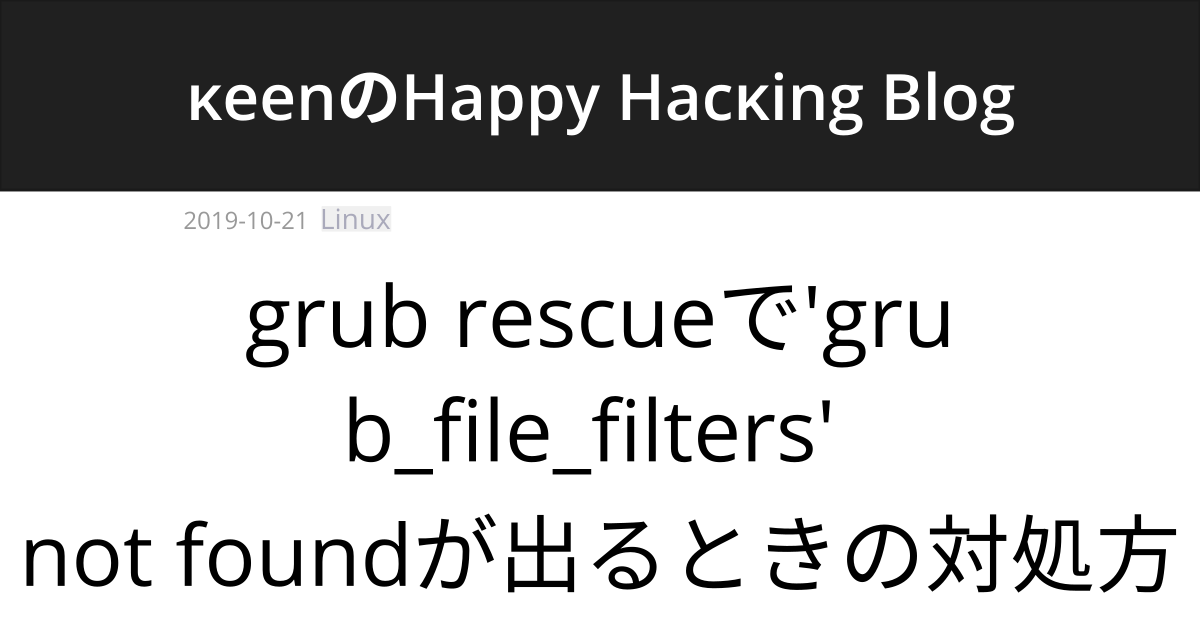 κeenのHappy Hacκing Blog
2019-10-21 Linux
grub rescueで'gru
b_file_filters'
not foundが出るときの対処方